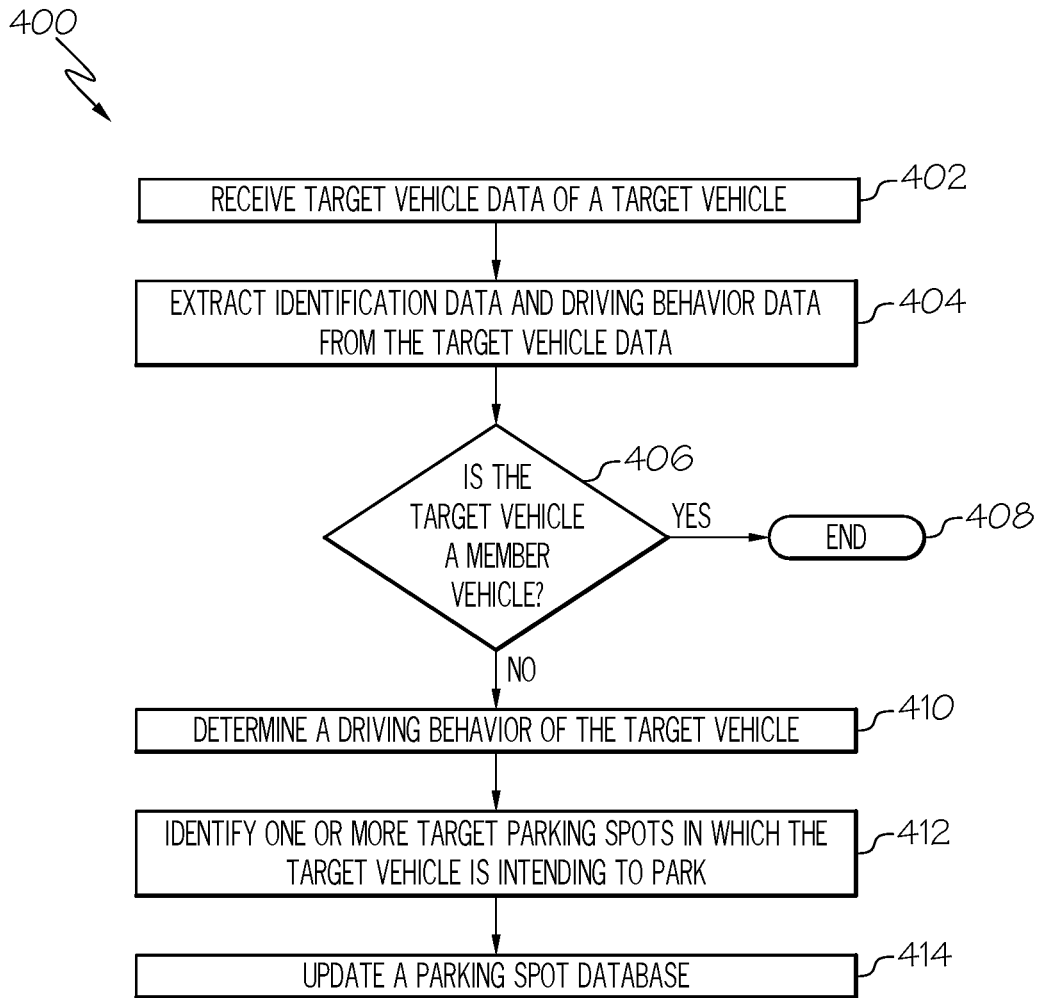 400
RECEIVE TARGET VEHICLE DATA OF A TARGET VEHICLE
402
EXTRACT IDENTIFICATION DATA AND DRIVING BEHAVIOR DATA
FROM THE TARGET VEHICLE DATA
404
IS THE
TARGET VEHICLE
A MEMBER
VEHICLE?
406
YES
END
408
NO
DETERMINE A DRIVING BEHAVIOR OF THE TARGET VEHICLE
410
IDENTIFY ONE OR MORE TARGET PARKING SPOTS IN WHICH THE
TARGET VEHICLE IS INTENDING TO PARK
412
UPDATE A PARKING SPOT DATABASE
414